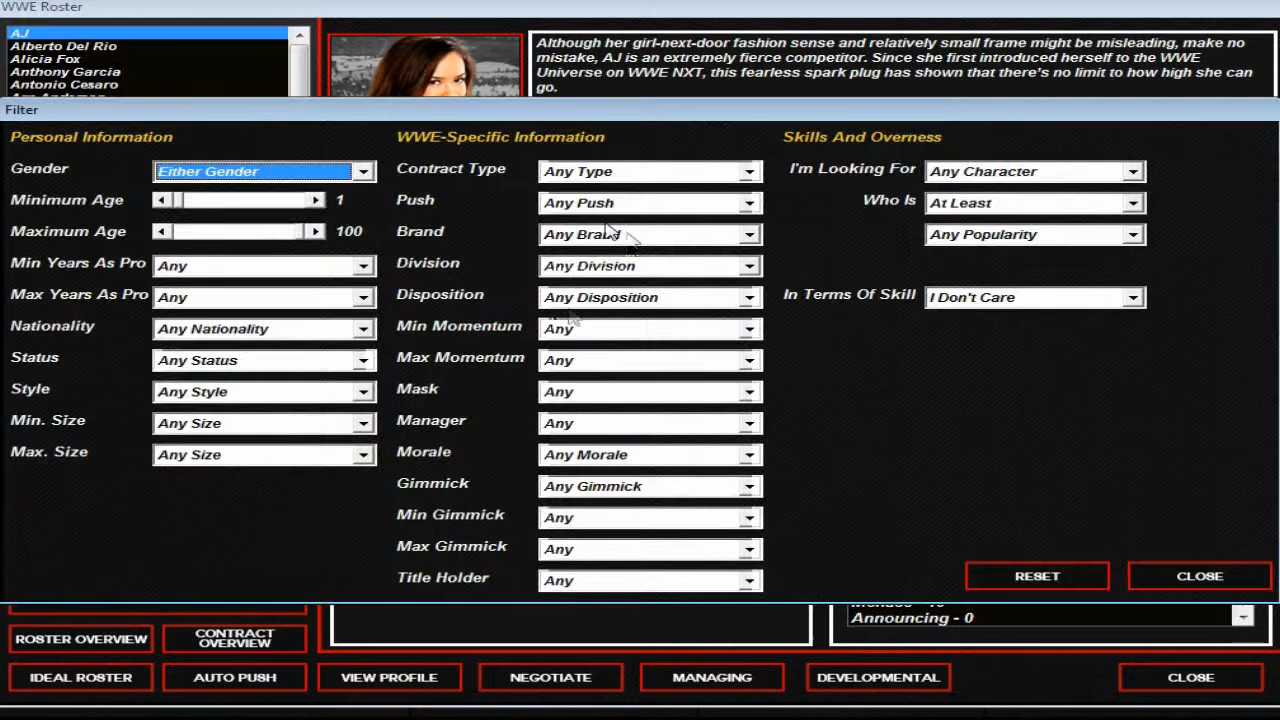 WWE Roster
AJ
Alberto Del Rio
Alicia Fox
Anthony Garcia
Antonio Cesaro
Although her girl-next-door fashion sense and relatively small frame might be misleading, make no
mistake, AJ is an extremely fierce competitor. Since she first introduced herself to the WWE
Universe on WWE NXT, this fearless spark plug has shown that there's no limit to how high she can
go.
Filter
Personal Information
Gender Either Gender
Minimum Age 1
Maximum Age 100
Min Years As Pro Any
Max Years As Pro Any
Nationality Any Nationality
Status Any Status
Style Any Style
Min. Size Any Size
Max. Size Any Size
WWE-Specific Information
Contract Type Any Type
Push Any Push
Brand Any Brand
Division Any Division
Disposition Any Disposition
Min Momentum Any
Max Momentum Any
Mask Any
Manager Any
Morale Any Morale
Gimmick Any Gimmick
Min Gimmick Any
Max Gimmick Any
Title Holder Any
Skills And Overness
I'm Looking For Any Character
Who Is At Least
Any Popularity
In Terms Of Skill I Don't Care
RESET CLOSE
Announcing - 0
ROSTER OVERVIEW
CONTRACT
OVERVIEW
IDEAL ROSTER AUTO PUSH VIEW PROFILE NEGOTIATE MANAGING DEVELOPMENTAL CLOSE